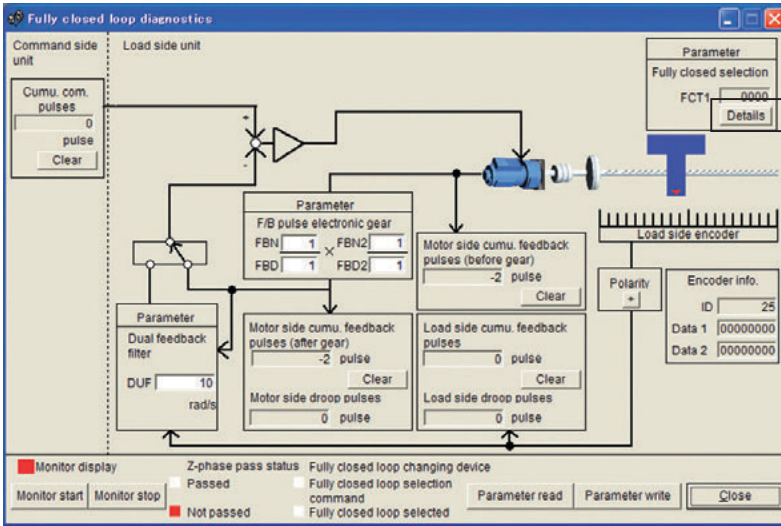 Fully closed loop diagnostics
Command side
unit
Load side unit
Cumu. com.
pulses
0
pulse
Clear
+
-
Parameter
Fully closed selection
FCT1 0000
Details
Parameter
F/B pulse electronic gear
FBN 1 × FBN2 1
FBD 1 FBD2 1
Motor side cumu. feedback
pulses (before gear)
-2 pulse
Clear
Load side encoder
Polarity
+
Encoder info.
ID 25
Data 1 00000000
Data 2 00000000
Parameter
Dual feedback
filter
DUF 10
rad/s
Motor side cumu. feedback
pulses (after gear)
-2 pulse
Clear
Motor side droop pulses
0 pulse
Load side cumu. feedback
pulses
0 pulse
Clear
Load side droop pulses
0 pulse
Monitor display
Monitor start Monitor stop
Z-phase pass status
Passed
Not passed
Fully closed loop changing device
Fully closed loop selection
command
Fully closed loop selected
Parameter read Parameter write Close